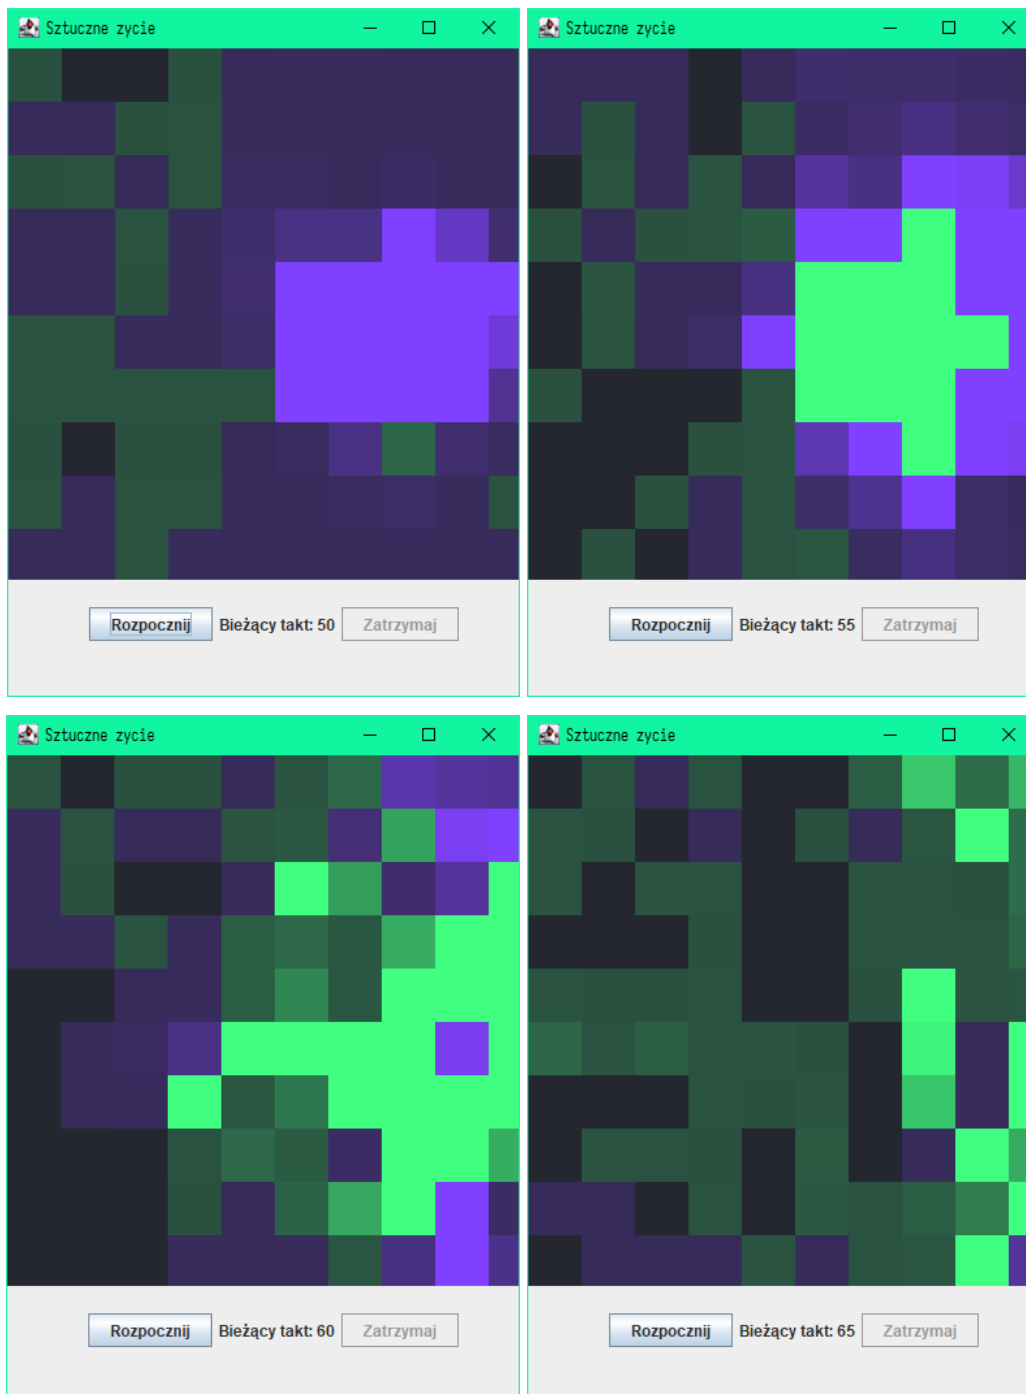 Sztuczne zycie
Rozpocznij Bieżący takt: 50 Zatrzymaj
Sztuczne zycie
Rozpocznij Bieżący takt: 55 Zatrzymaj
Sztuczne zycie
Rozpocznij Bieżący takt: 60 Zatrzymaj
Sztuczne zycie
Rozpocznij Bieżący takt: 65 Zatrzymaj